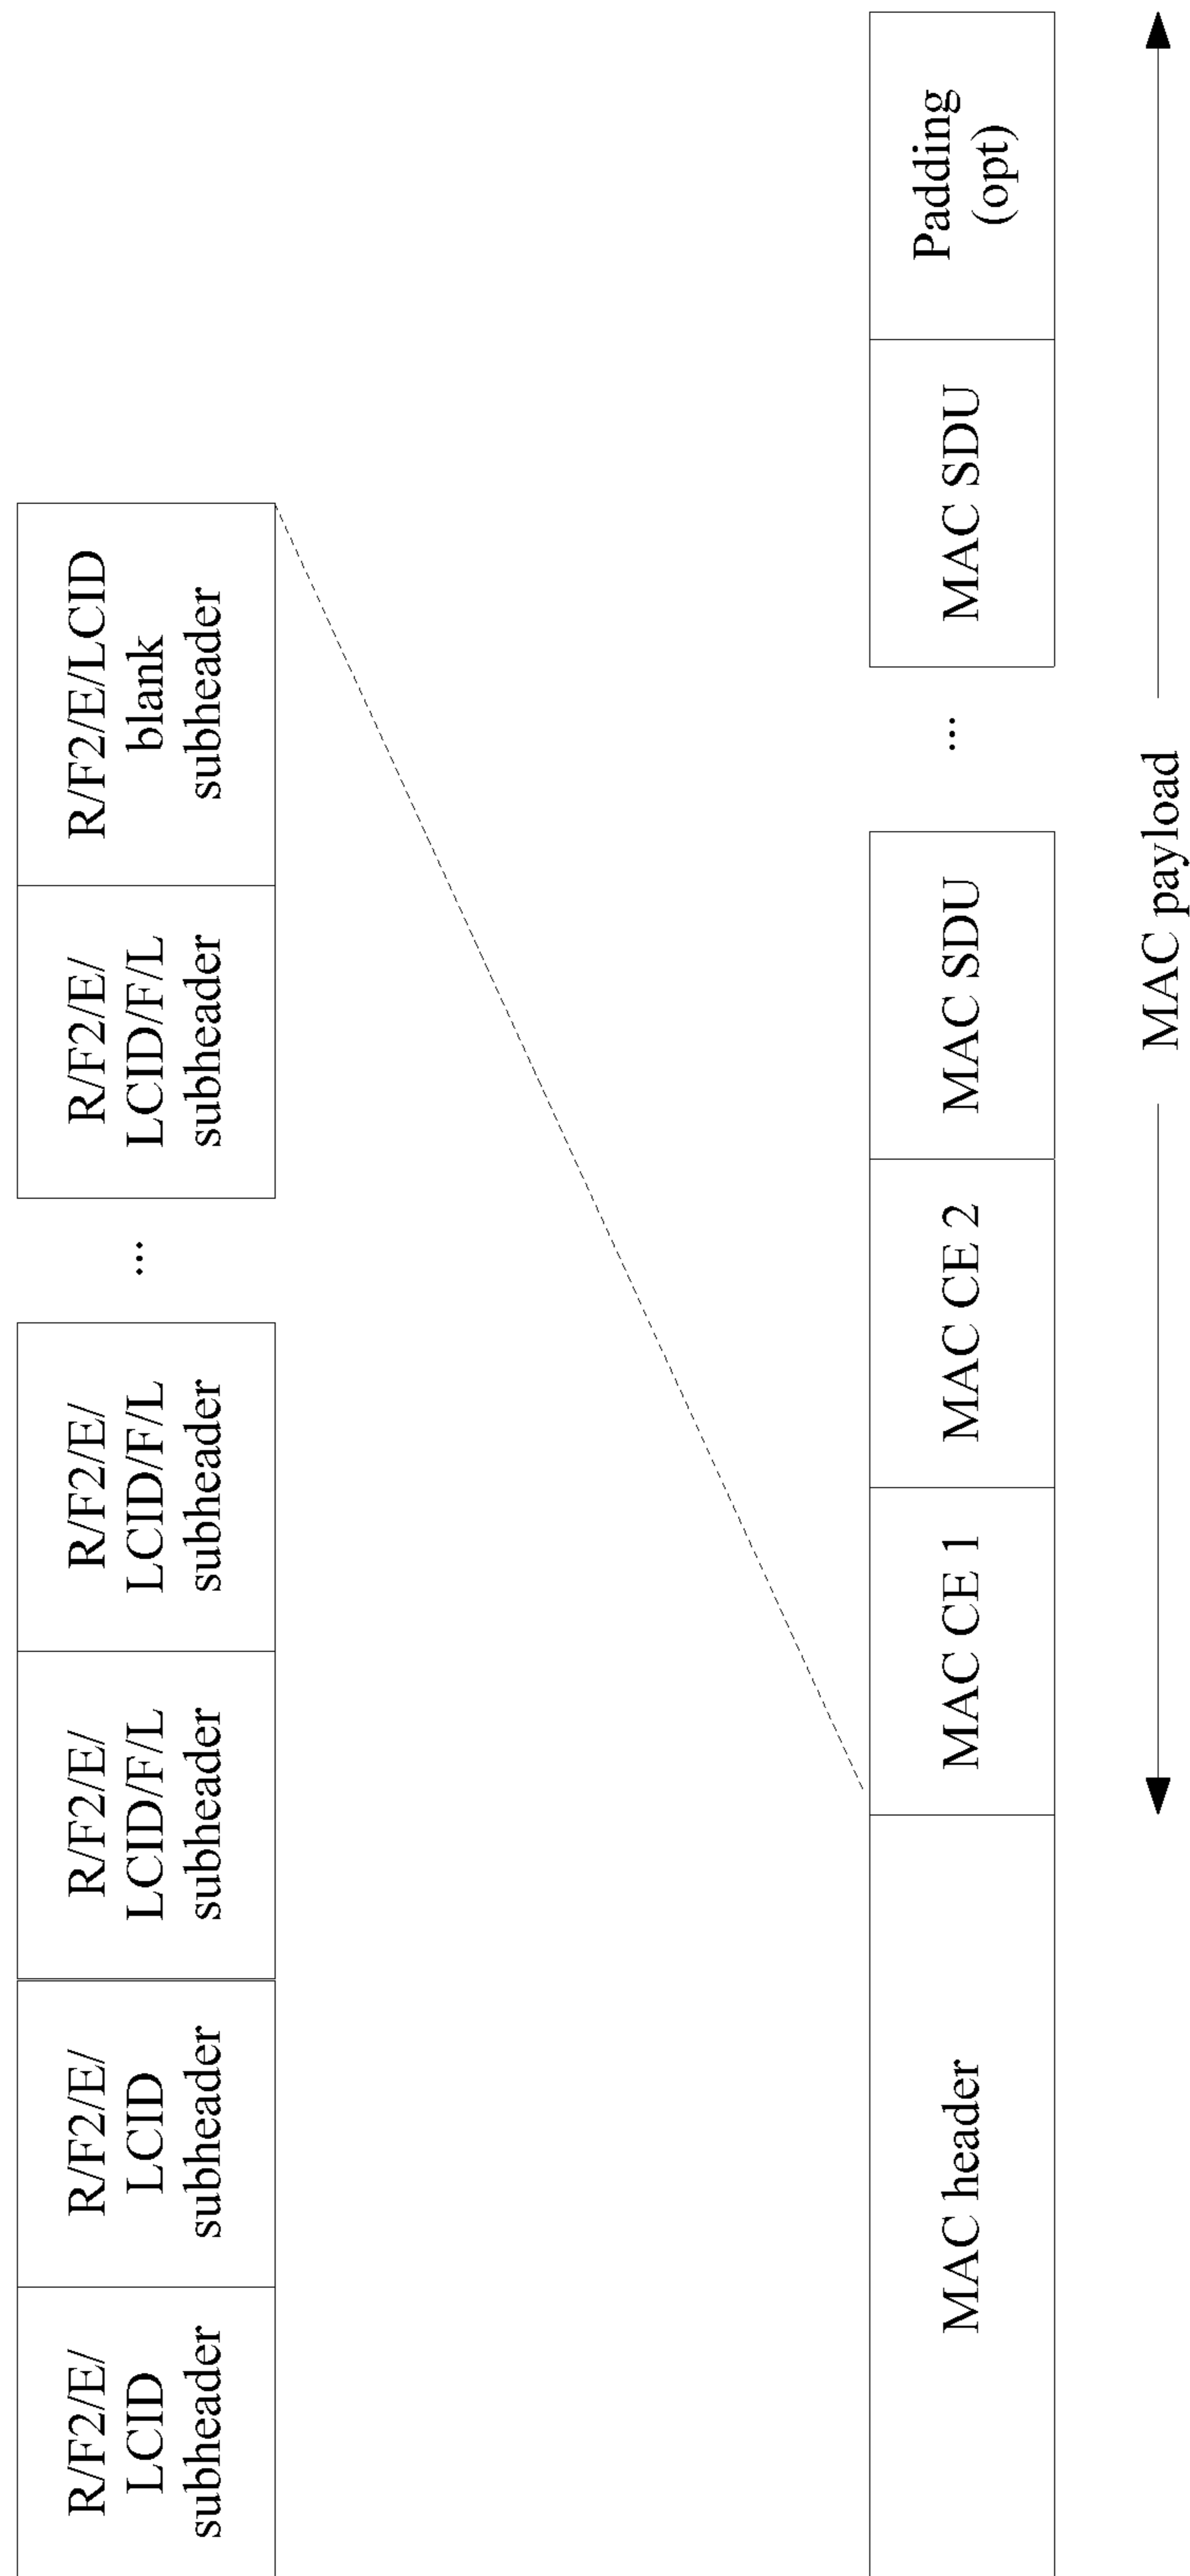 R/F2/E/
LCID
subheader
R/F2/E/
LCID
subheader
R/F2/E/
LCID/F/L
subheader
R/F2/E/
LCID/F/L
subheader
...
R/F2/E/
LCID/F/L
subheader
R/F2/E/LCID
blank
subheader
MAC header
MAC CE 1
MAC CE 2
MAC SDU
...
MAC SDU
Padding
(opt)
MAC payload